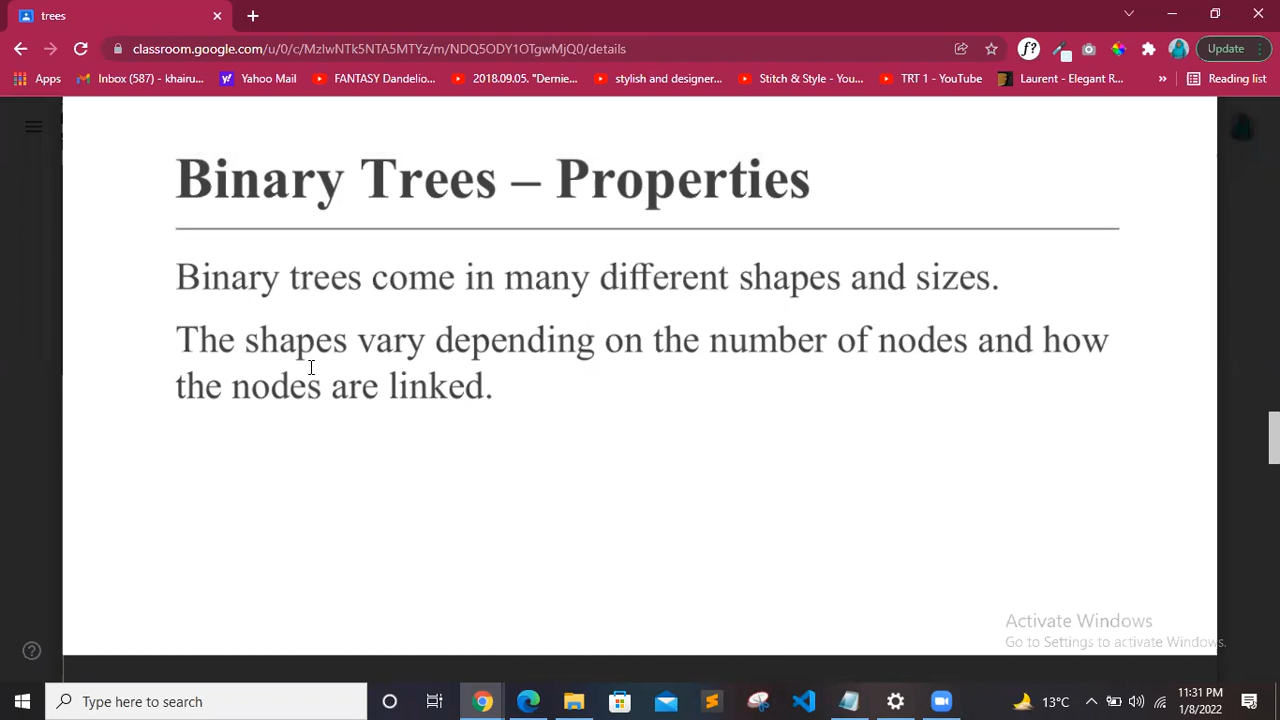 trees
classroom.google.com/u/0/c/MzIwNTk5NTA5MTYz/m/NDQ5ODY1OTgwMjQ0/details
Update
Apps
Inbox (587) - khairu...
Yahoo Mail
FANTASY Dandelio...
2018.09.05. "Dernie...
stylish and designer...
Stitch & Style - You...
TRT 1 - YouTube
Laurent - Elegant R...
Reading list
Binary Trees – Properties
Binary trees come in many different shapes and sizes.
The shapes vary depending on the number of nodes and how
the nodes are linked.
Activate Windows
Go to Settings to activate Windows.
Type here to search
13°C
11:31 PM
1/8/2022